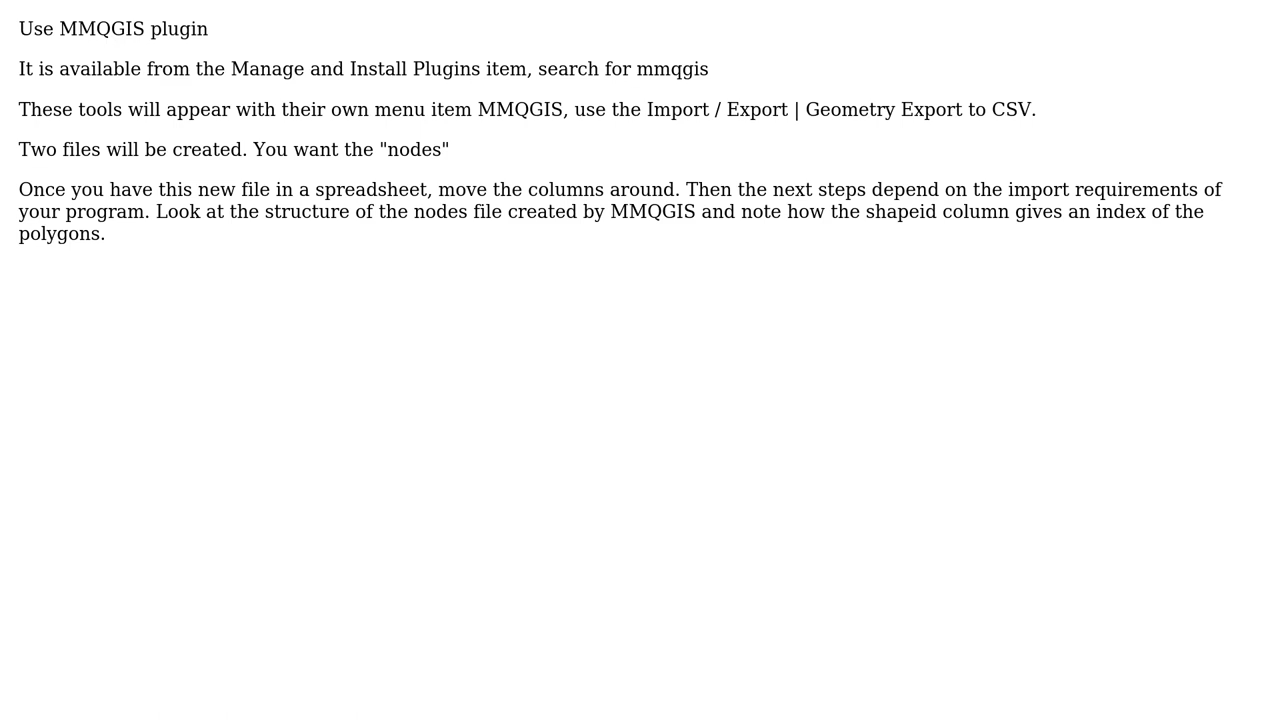 Use MMQGIS plugin
It is available from the Manage and Install Plugins item, search for mmqgis
These tools will appear with their own menu item MMQGIS, use the Import / Export | Geometry Export to CSV.
Two files will be created. You want the "nodes"
Once you have this new file in a spreadsheet, move the columns around. Then the next steps depend on the import requirements of
your program. Look at the structure of the nodes file created by MMQGIS and note how the shapeid column gives an index of the
polygons.